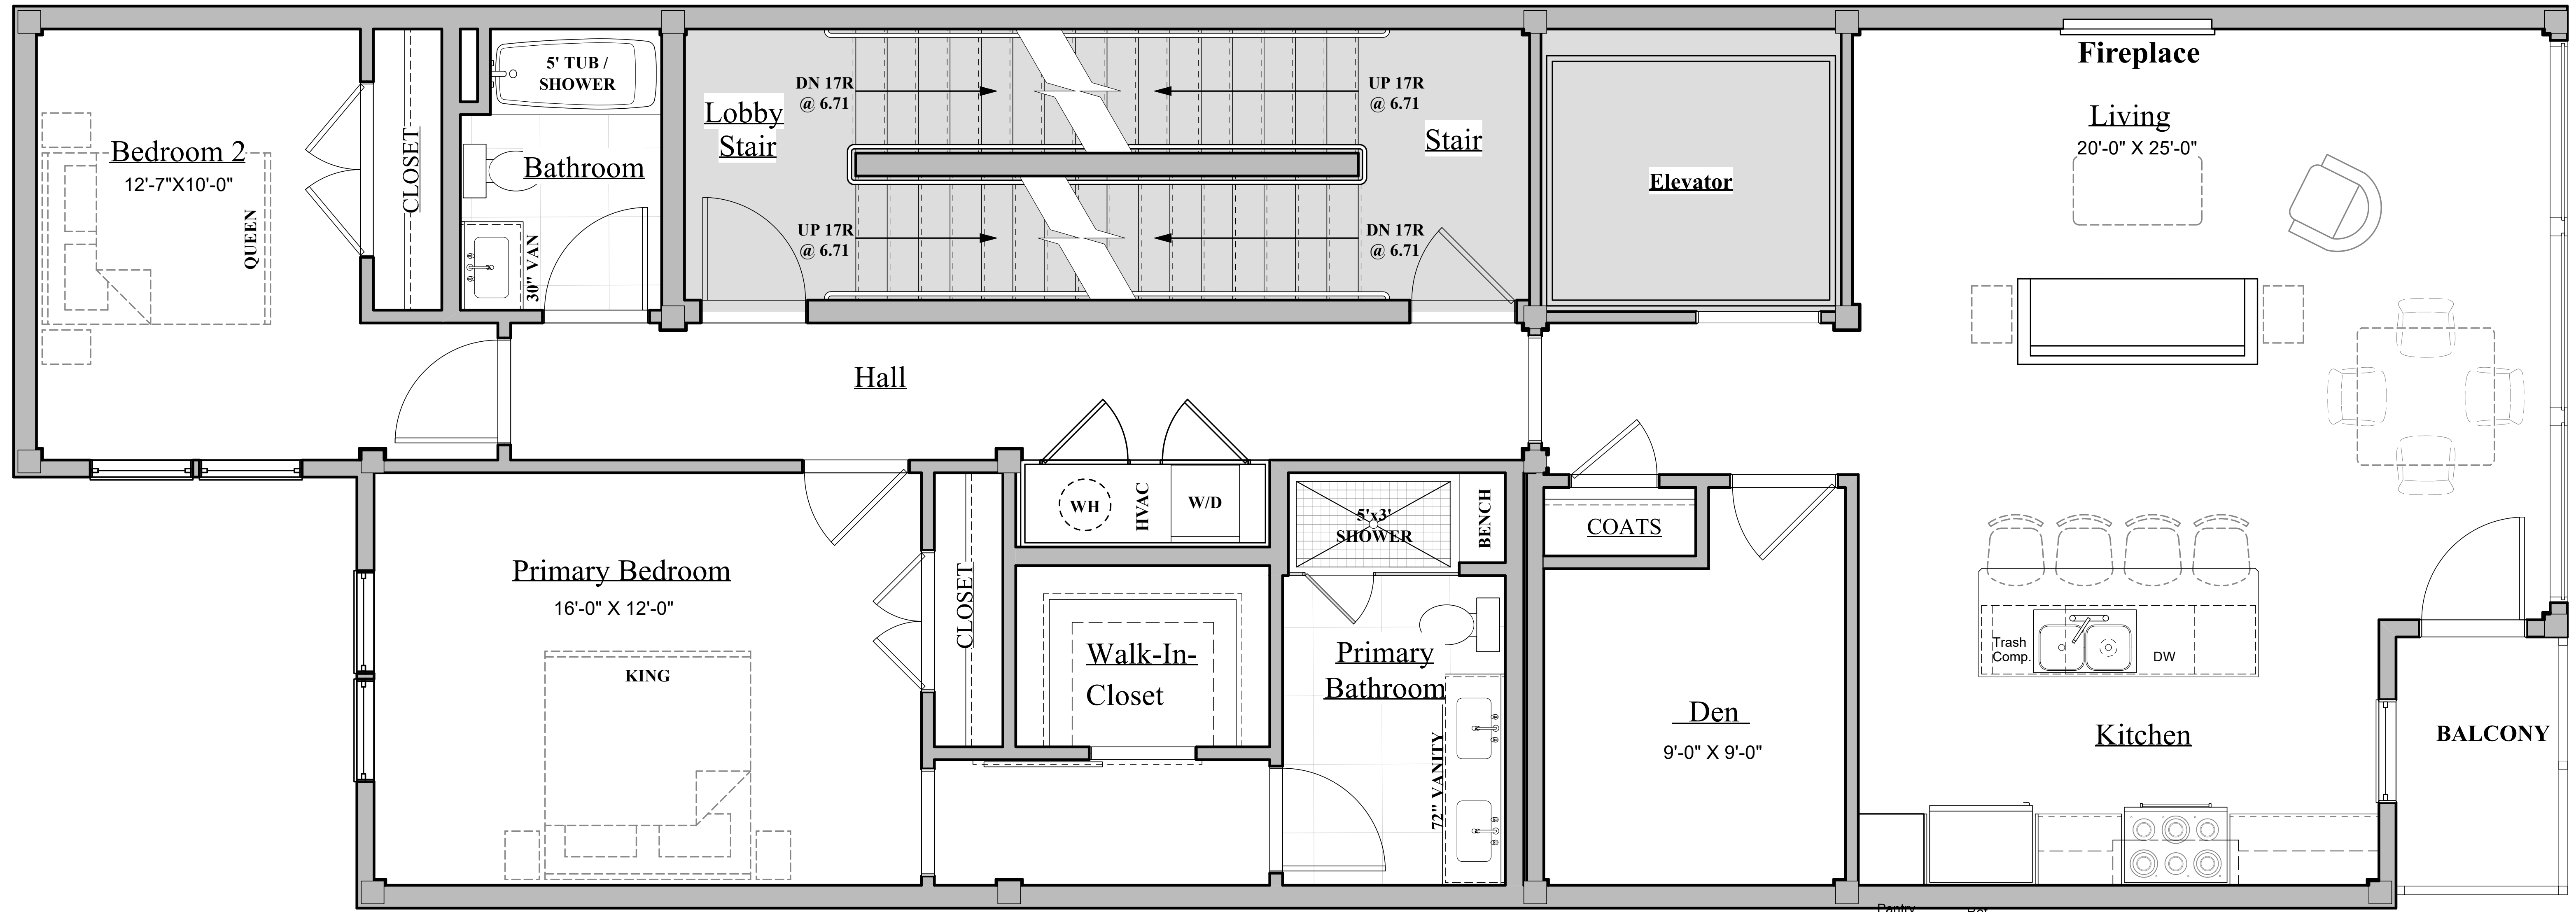 Fireplace
Living
20'-0" X 25'-0"
5' TUB /
SHOWER
DN 17R
@ 6.71
UP 17R
@ 6.71
Lobby
Stair
Stair
Bedroom 2
12'-7"X10'-0"
QUEEN
CLOSET
Bathroom
30" VAN
UP 17R
@ 6.71
DN 17R
@ 6.71
Elevator
Hall
WH
HVAC
W/D
5'x3'
SHOWER
BENCH
COATS
Primary Bedroom
16'-0" X 12'-0"
KING
CLOSET
Walk-In-
Closet
Primary
Bathroom
72" VANITY
Den
9'-0" X 9'-0"
Trash
Comp.
DW
Kitchen
BALCONY
Pantry
Ref